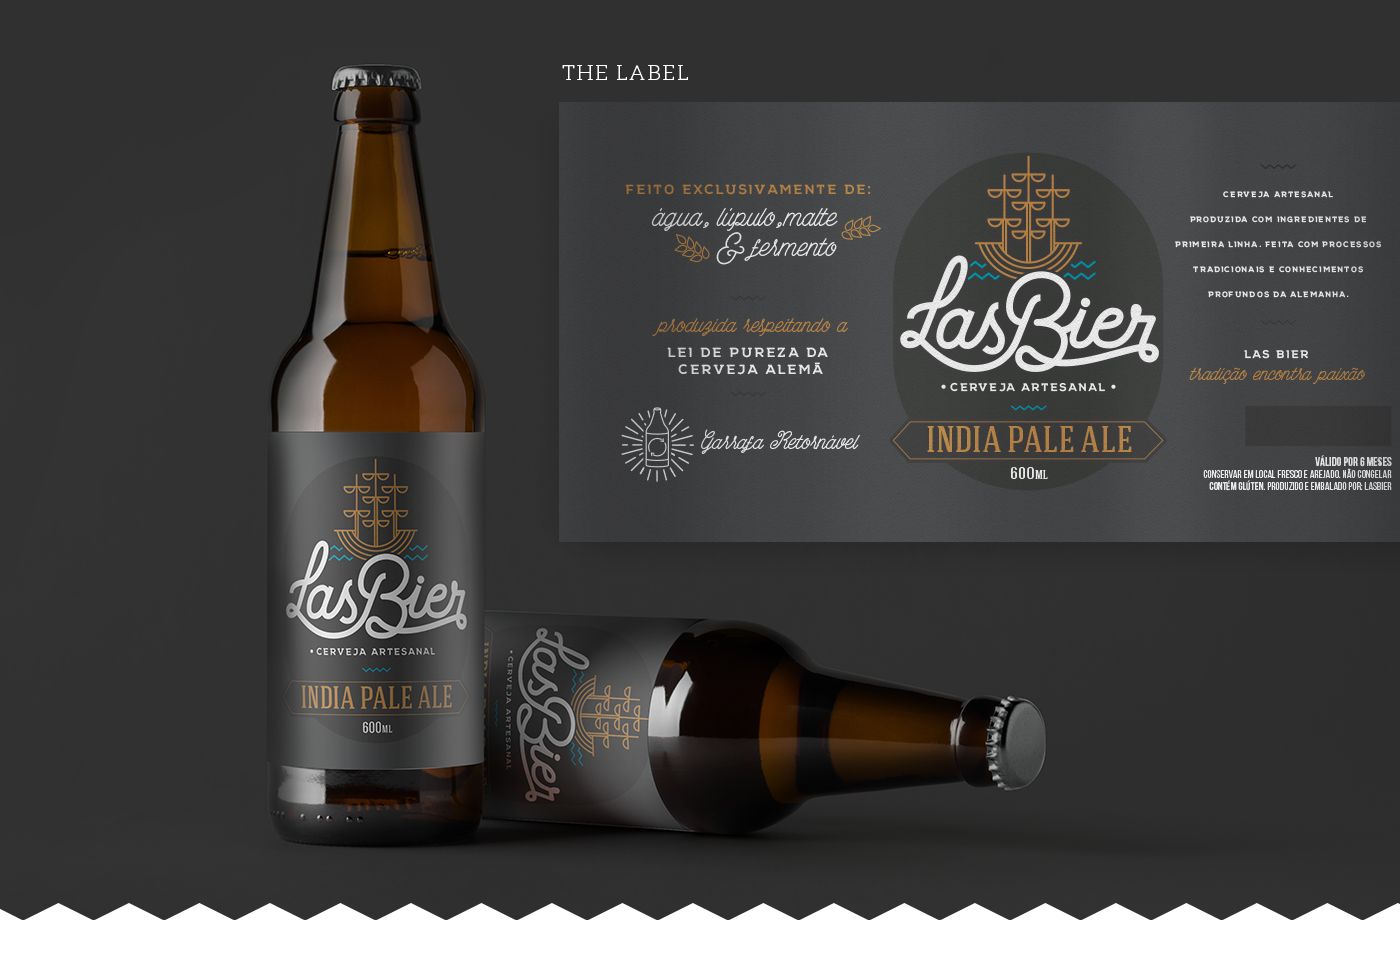 THE LABEL
FEITO EXCLUSIVAMENTE DE:
água, lúpulo, malte
& fermento
produzida respeitando a
LEI DE PUREZA DA
CERVEJA ALEMÃ
Garrafa Retornável
LasBier
• CERVEJA ARTESANAL •
INDIA PALE ALE
600ML
CERVEJA ARTESANAL
PRODUZIDA COM INGREDIENTES DE
PRIMEIRA LINHA. FEITA COM PROCESSOS
TRADICIONAIS E CONHECIMENTOS
PROFUNDOS DA ALEMANHA.
LAS BIER
tradição encontra paixão
VÁLIDO POR 6 MESES
CONSERVAR EM LOCAL FRESCO E AREJADO. NÃO CONGELAR
CONTÉM GLÚTEN. PRODUZIDO E EMBALADO POR: LASBIER
LasBier
• CERVEJA ARTESANAL
INDIA PALE ALE
600ML
LasBier
• CERVEJA ARTESANAL